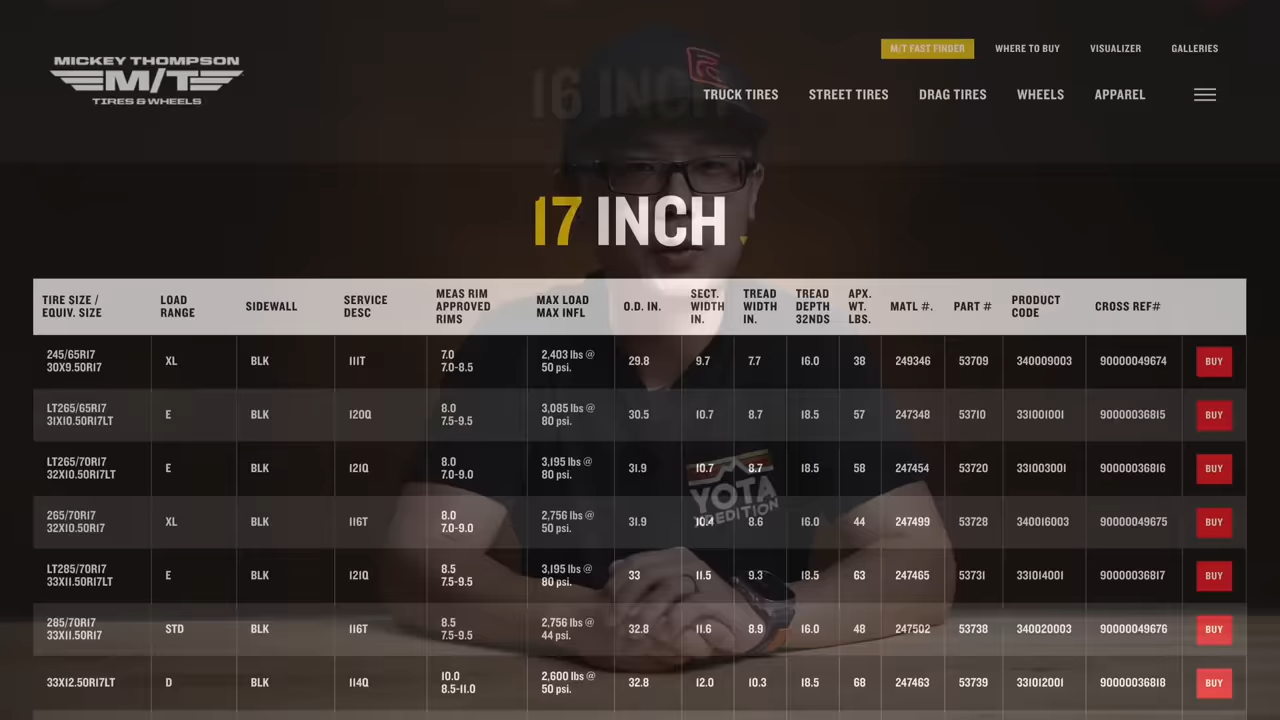 MICKEY THOMPSON
M/T
TIRES & WHEELS
M/T FAST FINDER
WHERE TO BUY
VISUALIZER
GALLERIES
TRUCK TIRES
STREET TIRES
DRAG TIRES
WHEELS
APPAREL
16 INCH
17 INCH
TIRE SIZE / EQUIV. SIZE
LOAD RANGE
SIDEWALL
SERVICE DESC
MEAS RIM APPROVED RIMS
MAX LOAD MAX INFL
O.D. IN.
SECT. WIDTH IN.
TREAD WIDTH IN.
TREAD DEPTH 32NDS
APX. WT. LBS.
MATL #.
PART #
PRODUCT CODE
CROSS REF#
245/65R17 30X9.50R17 XL BLK 111T 7.0 7.0-8.5 2,403 lbs @ 50 psi. 29.8 9.7 7.7 16.0 38 249346 53709 340009003 90000049674 BUY
LT265/65R17 31X10.50R17LT E BLK 120Q 8.0 7.5-9.5 3,085 lbs @ 80 psi. 30.5 10.7 8.7 18.5 57 247348 53710 331001001 90000036815 BUY
LT265/70R17 32X10.50R17LT E BLK 121Q 8.0 7.0-9.0 3,195 lbs @ 80 psi. 31.9 10.7 8.7 18.5 58 247454 53720 331003001 90000036816 BUY
265/70R17 32X10.50R17 XL BLK 116T 8.0 7.0-9.0 2,756 lbs @ 50 psi. 31.9 10.4 8.6 16.0 44 247499 53728 340016003 90000049675 BUY
LT285/70R17 33X11.50R17LT E BLK 121Q 8.5 7.5-9.5 3,195 lbs @ 80 psi. 33 11.5 9.3 18.5 63 247465 53731 331014001 90000036817 BUY
285/70R17 33X11.50R17 STD BLK 116T 8.5 7.5-9.5 2,756 lbs @ 44 psi. 32.8 11.6 8.9 16.0 48 247502 53738 340020003 90000049676 BUY
33X12.50R17LT D BLK 114Q 10.0 8.5-11.0 2,600 lbs @ 50 psi. 32.8 12.0 10.3 18.5 68 247463 53739 331012001 90000036818 BUY
YOTA
XPEDITION